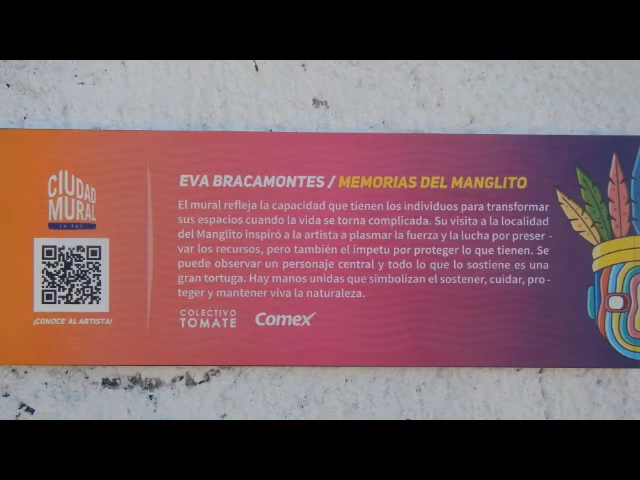 CIUDAD
MURAL
LA PAZ
¡CONOCE AL ARTISTA!
EVA BRACAMONTES / MEMORIAS DEL MANGLITO
El mural refleja la capacidad que tienen los individuos para transformar
sus espacios cuando la vida se torna complicada. Su visita a la localidad
del Manglito inspiró a la artista a plasmar la fuerza y la lucha por preser -
var los recursos, pero también el ímpetu por proteger lo que tienen. Se
puede observar un personaje central y todo lo que lo sostiene es una
gran tortuga. Hay manos unidas que simbolizan el sostener, cuidar, pro -
teger y mantener viva la naturaleza.
COLECTIVO
TOMATE
Comex